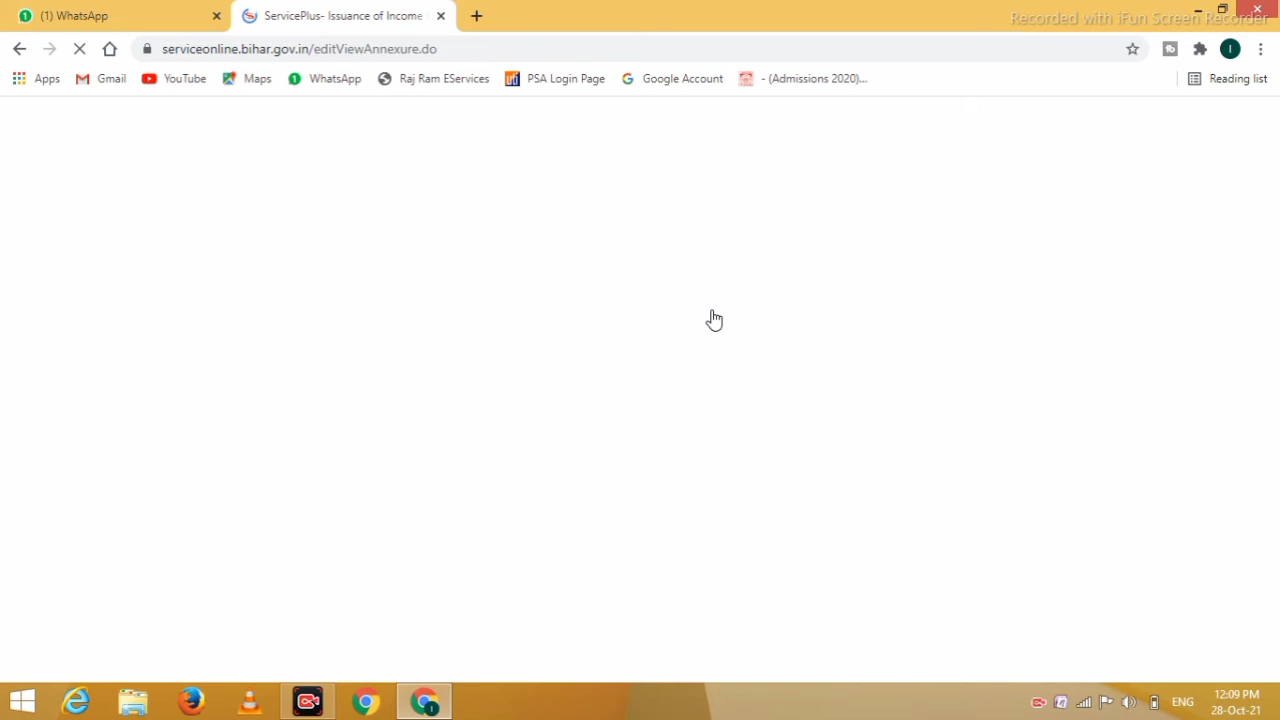 (1) WhatsApp
ServicePlus- Issuance of Income
Recorded with iFun Screen Recorder
serviceonline.bihar.gov.in/editViewAnnexure.do
I
Apps
Gmail
YouTube
Maps
WhatsApp
Raj Ram EServices
PSA Login Page
Google Account
- (Admissions 2020)...
Reading list
ENG
12:09 PM
28-Oct-21